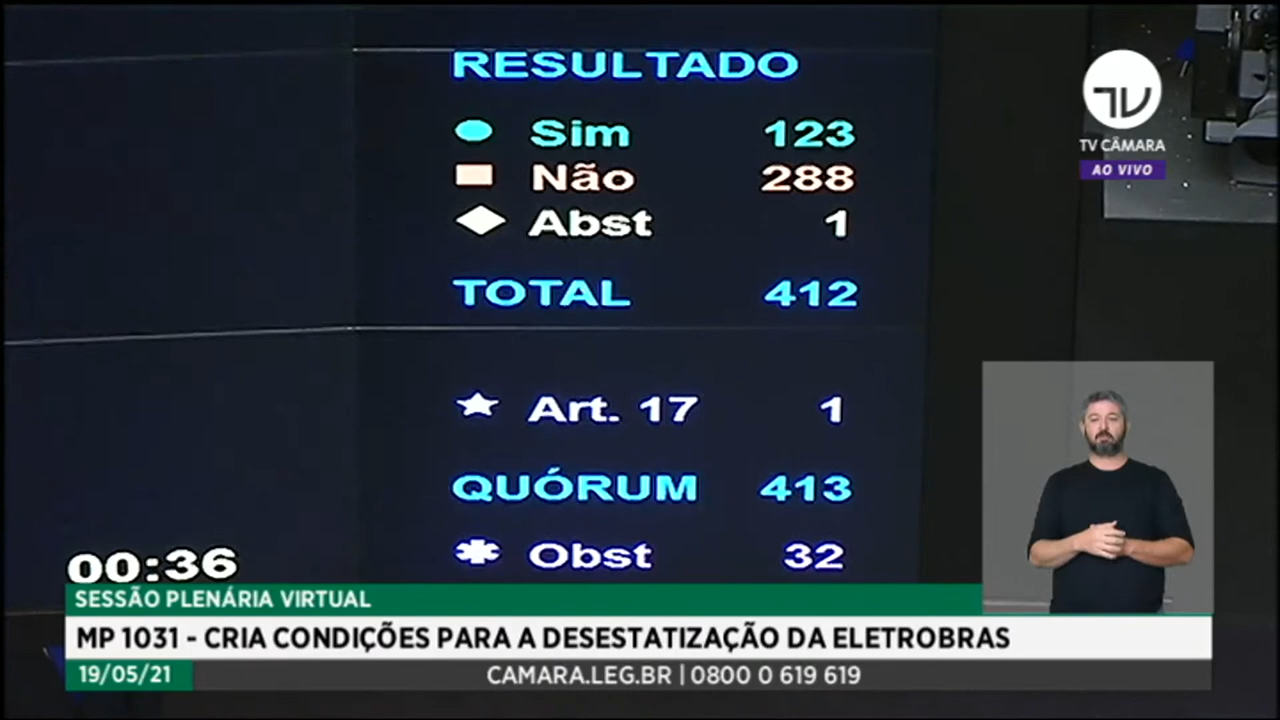 RESULTADO
Sim 123
Não 288
Abst 1
TOTAL 412
Art. 17 1
QUÓRUM 413
Obst 32
TV CÂMARA
AO VIVO
00:36
SESSÃO PLENÁRIA VIRTUAL
MP 1031 - CRIA CONDIÇÕES PARA A DESESTATIZAÇÃO DA ELETROBRAS
19/05/21 CAMARA.LEG.BR | 0800 0 619 619